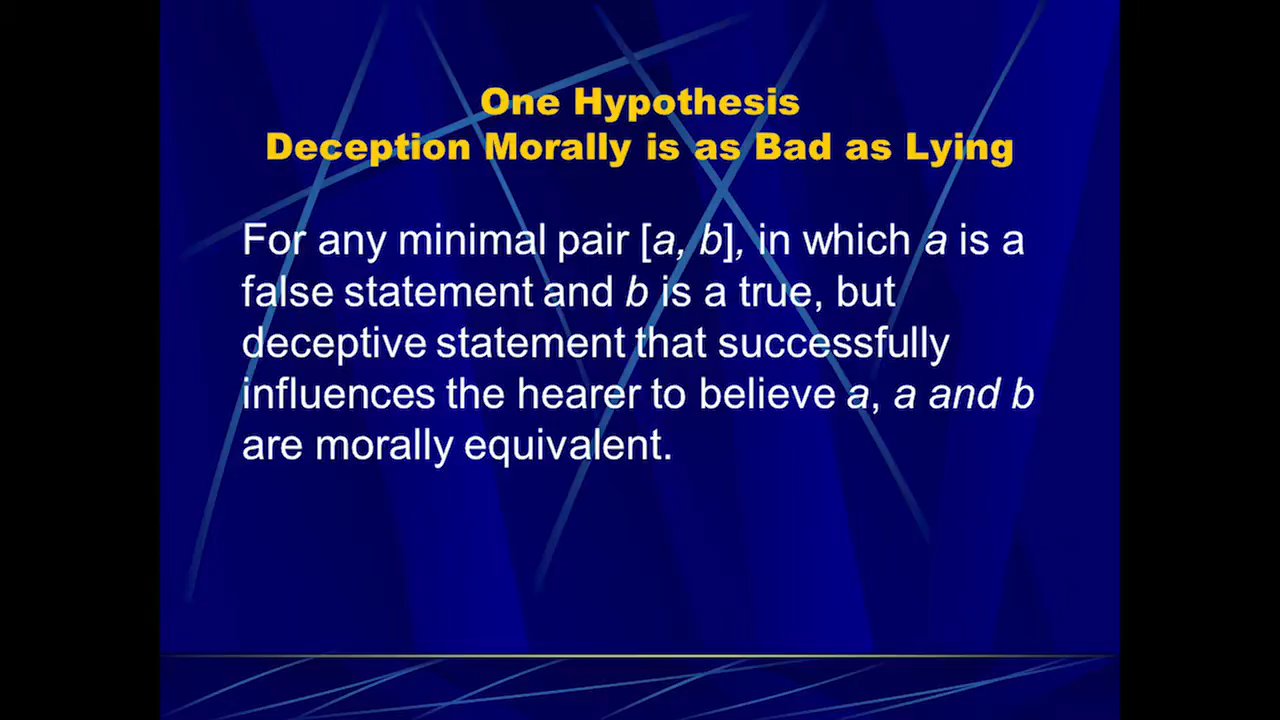 One Hypothesis
Deception Morally is as Bad as Lying
For any minimal pair [a, b], in which a is a
false statement and b is a true, but
deceptive statement that successfully
influences the hearer to believe a, a and b
are morally equivalent.